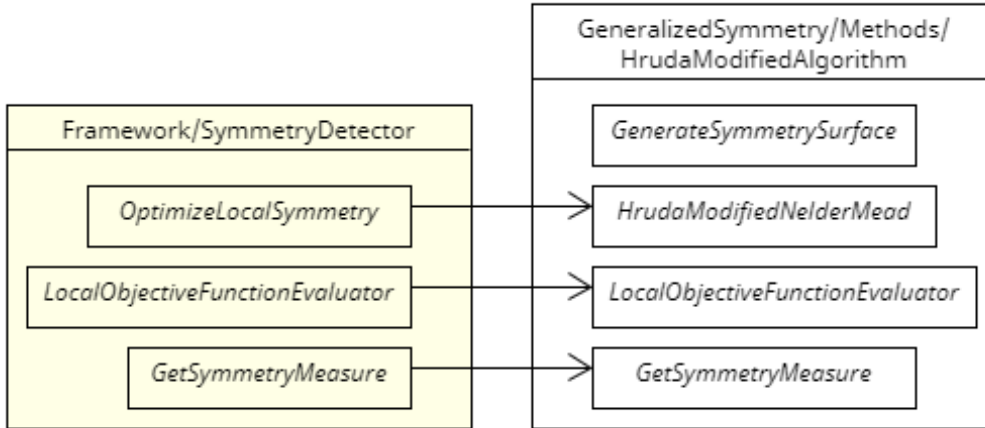 GeneralizedSymmetry/Methods/
HrudaModifiedAlgorithm
Framework/SymmetryDetector
GenerateSymmetrySurface
OptimizeLocalSymmetry
HrudaModifiedNelderMead
LocalObjectiveFunctionEvaluator
LocalObjectiveFunctionEvaluator
GetSymmetryMeasure
GetSymmetryMeasure